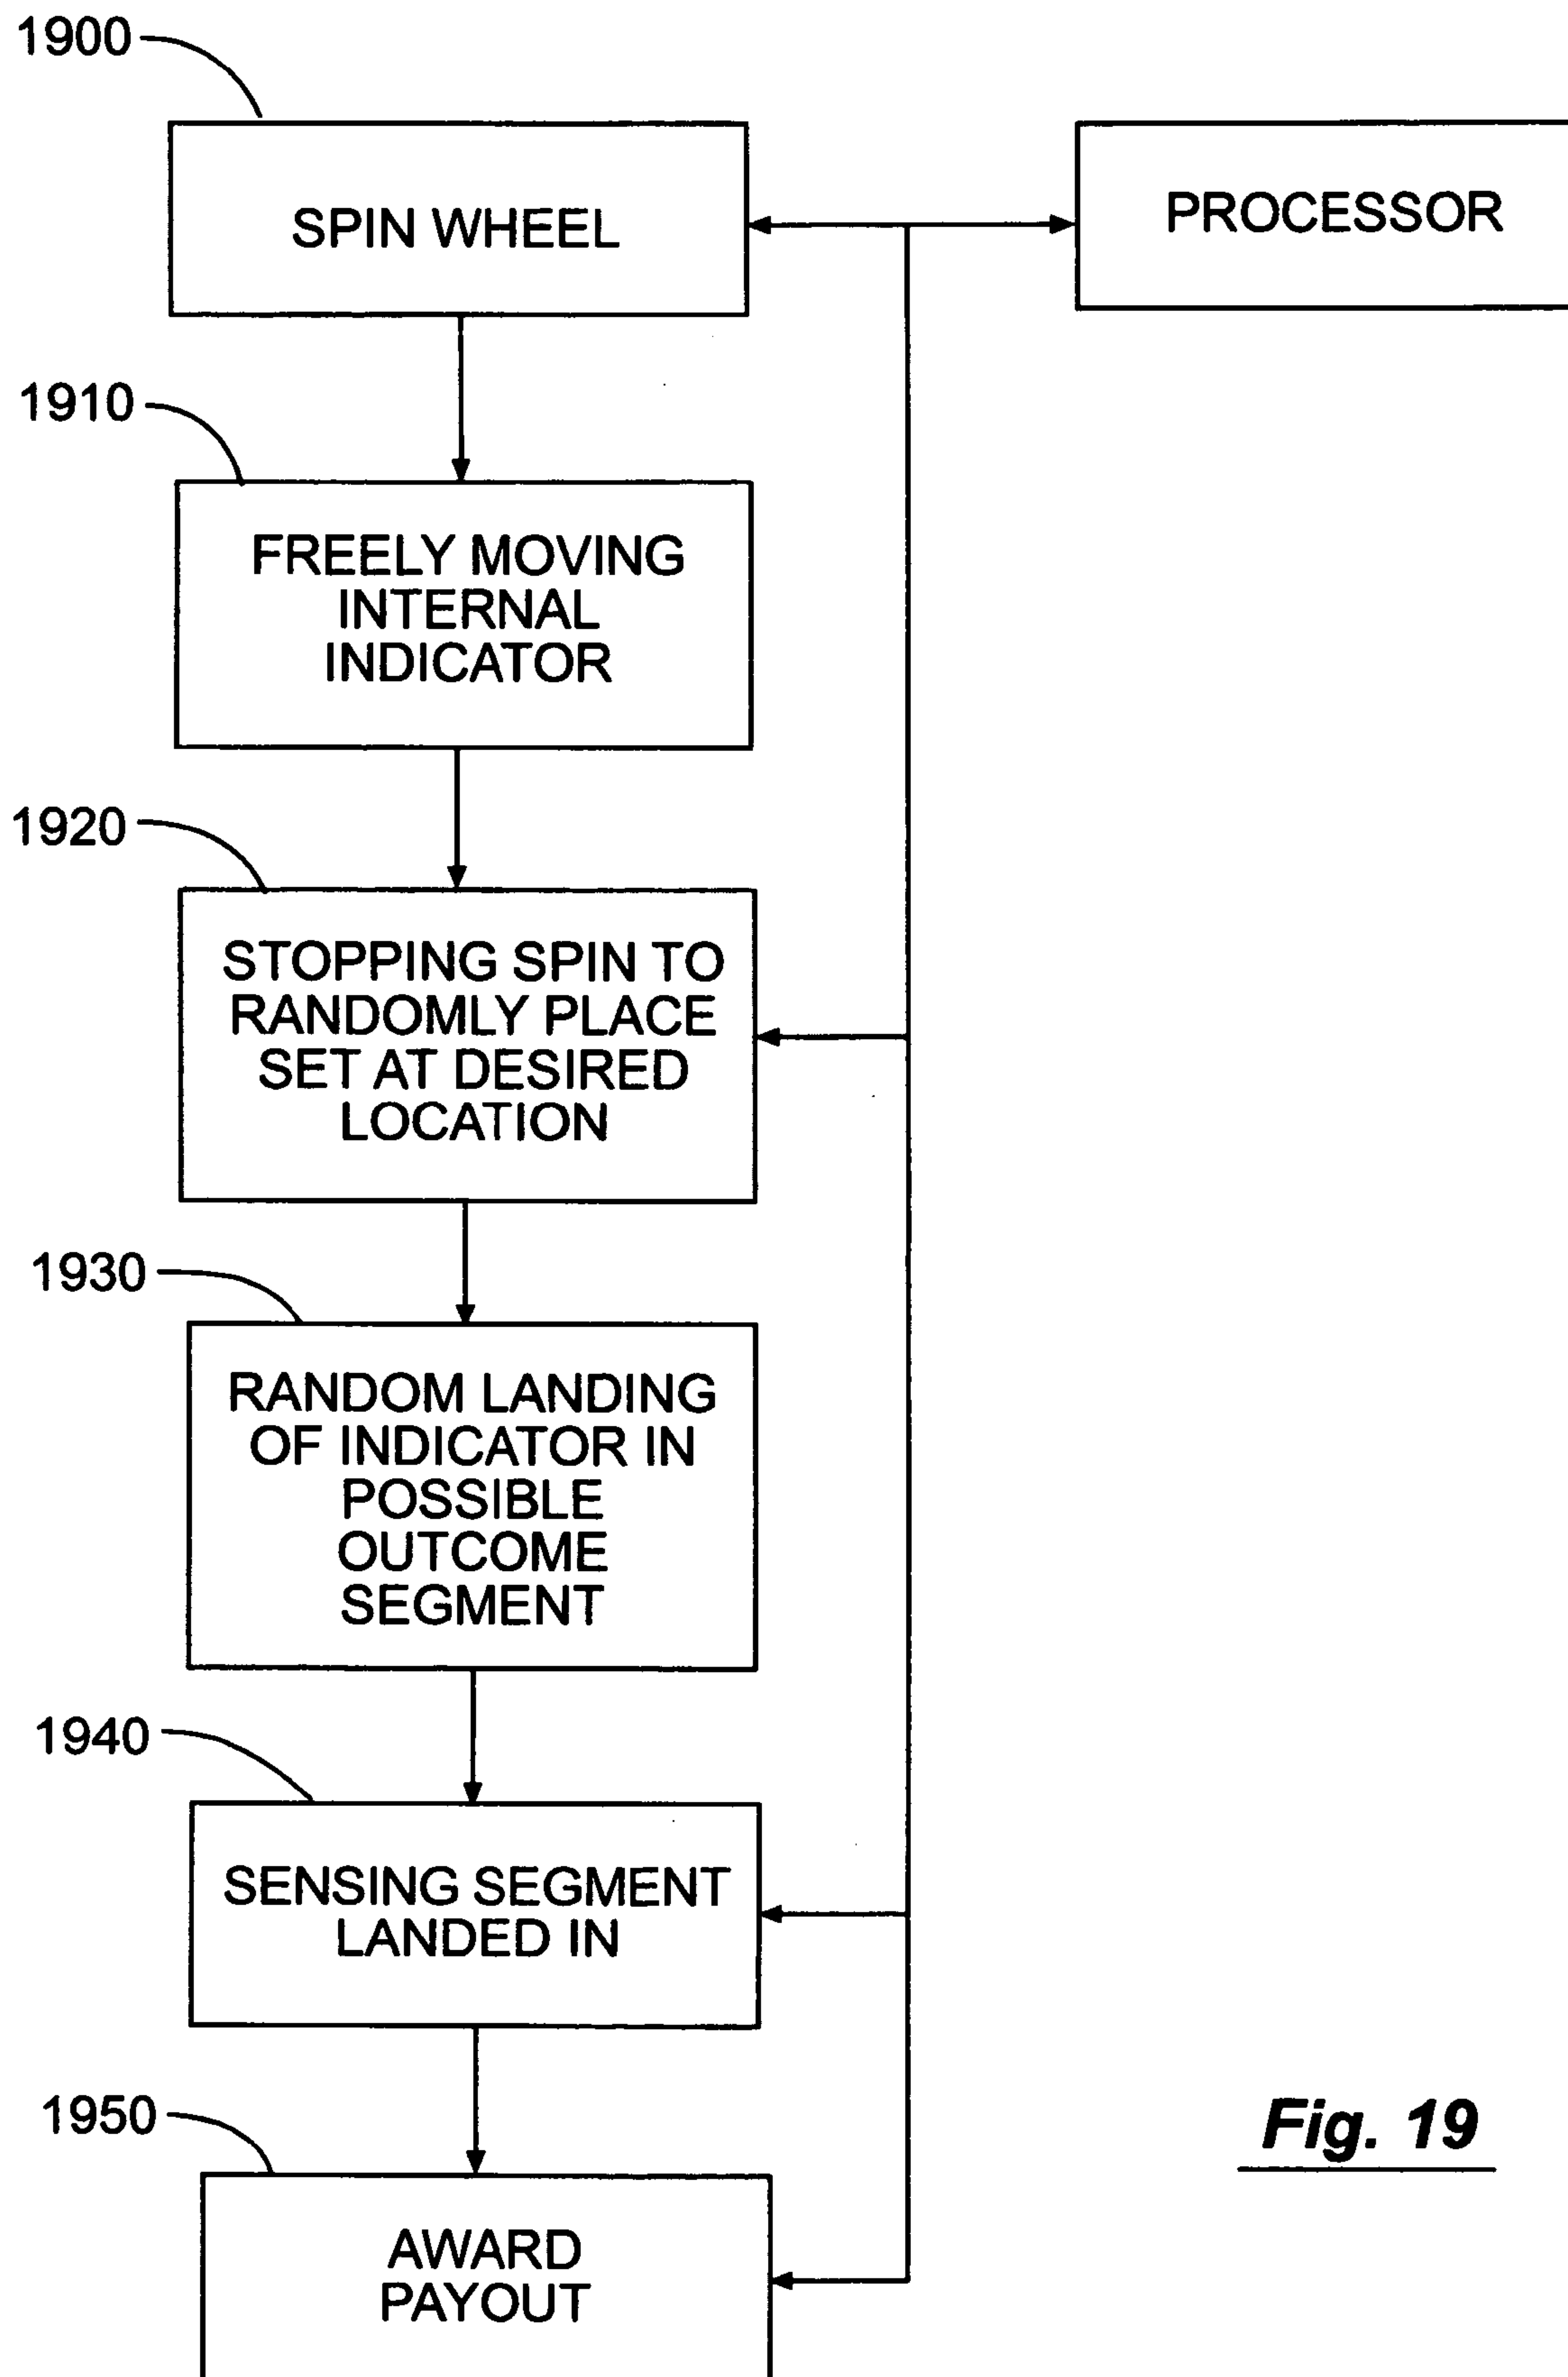 1900
SPIN WHEEL
PROCESSOR
1910
FREELY MOVING
INTERNAL
INDICATOR
1920
STOPPING SPIN TO
RANDOMLY PLACE
SET AT DESIRED
LOCATION
1930
RANDOM LANDING
OF INDICATOR IN
POSSIBLE
OUTCOME
SEGMENT
1940
SENSING SEGMENT
LANDED IN
1950
AWARD
PAYOUT
Fig. 19